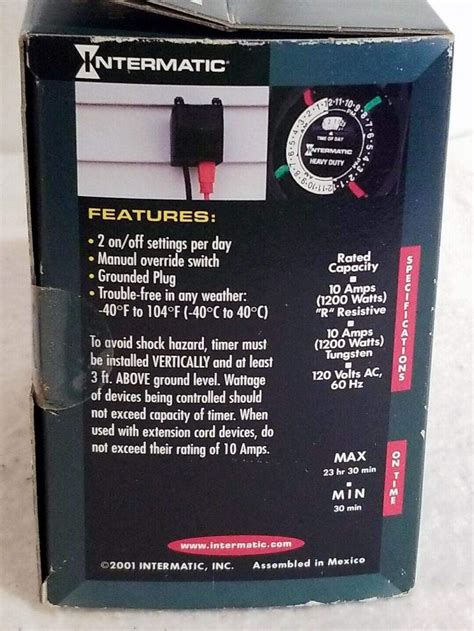 INTERMATIC®
12·11·10·9
PM
TIME OF DAY
INTERMATIC
HEAVY DUTY
FEATURES:
• 2 on/off settings per day
• Manual override switch
• Grounded Plug
• Trouble-free in any weather:
-40°F to 104°F (-40°C to 40°C)
To avoid shock hazard, timer must
be installed VERTICALLY and at least
3 ft. ABOVE ground level. Wattage
of devices being controlled should
not exceed capacity of timer. When
used with extension cord devices, do
not exceed their rating of 10 Amps.
SPECIFICATIONS
Rated
Capacity
10 Amps
(1200 Watts)
"R" Resistive
10 Amps
(1200 Watts)
Tungsten
120 Volts AC,
60 Hz
ON TIME
MAX
23 hr 30 min
MIN
30 min
www.intermatic.com
©2001 INTERMATIC, INC. Assembled in Mexico